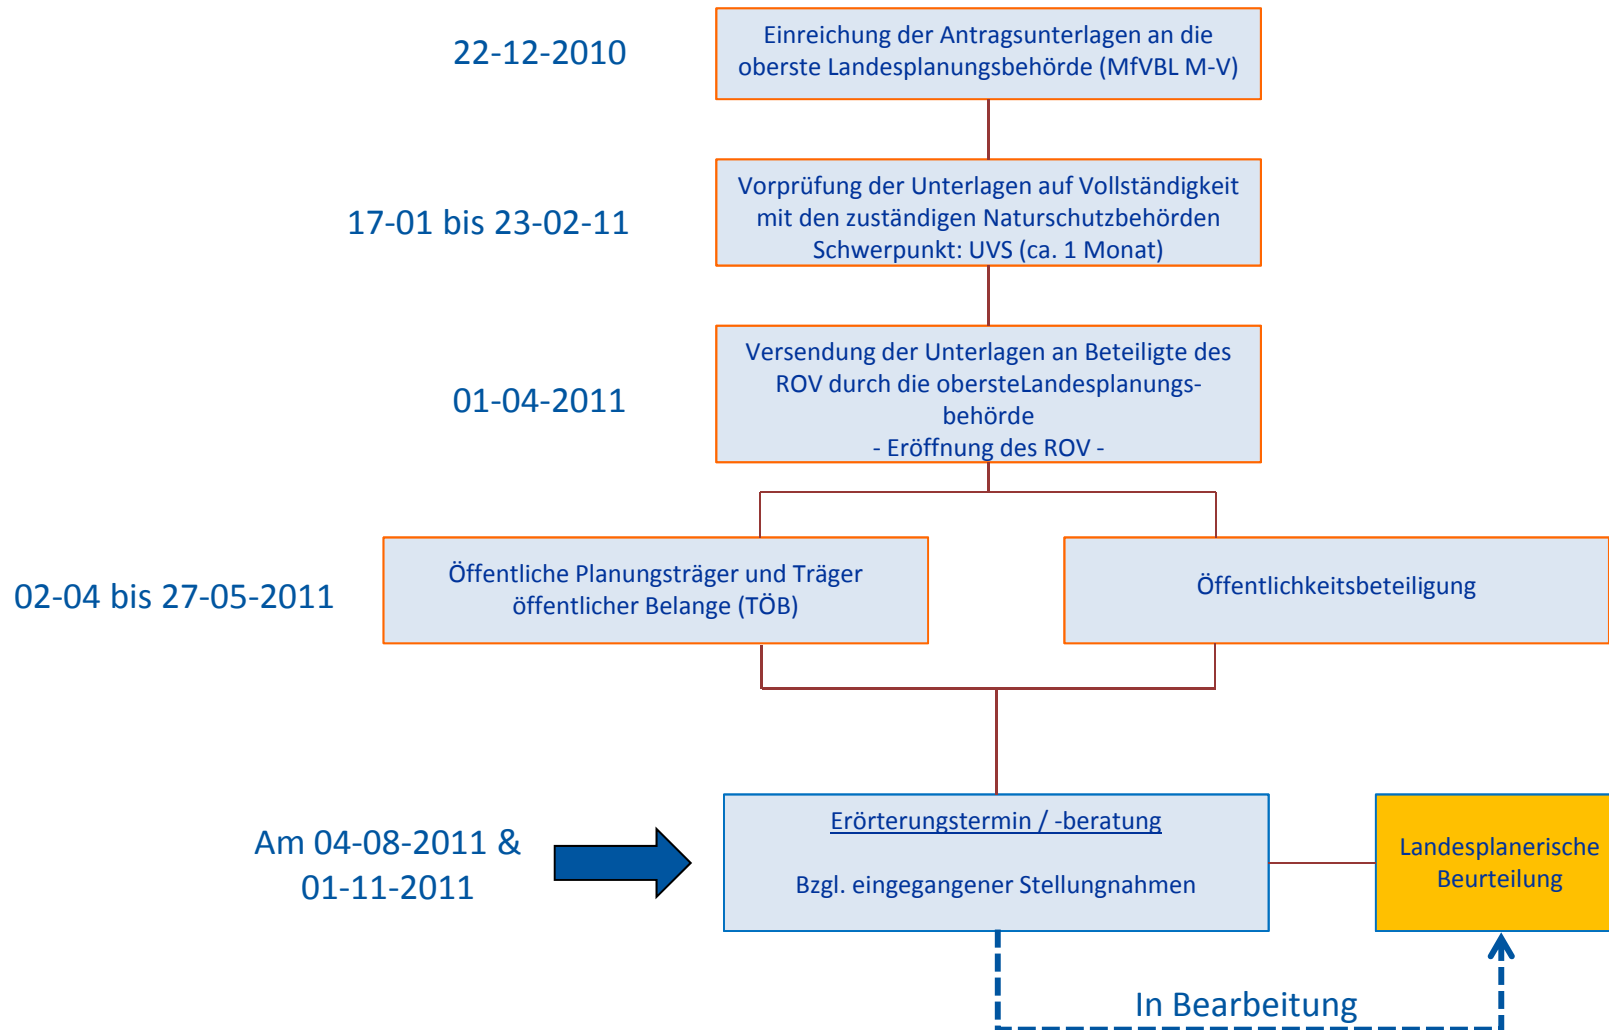 22-12-2010
Einreichung der Antragsunterlagen an die
oberste Landesplanungsbehörde (MfVBL M-V)
17-01 bis 23-02-11
Vorprüfung der Unterlagen auf Vollständigkeit
mit den zuständigen Naturschutzbehörden
Schwerpunkt: UVS (ca. 1 Monat)
01-04-2011
Versendung der Unterlagen an Beteiligte des
ROV durch die obersteLandesplanungs-
behörde
- Eröffnung des ROV -
02-04 bis 27-05-2011
Öffentliche Planungsträger und Träger
öffentlicher Belange (TÖB)
Öffentlichkeitsbeteiligung
Am 04-08-2011 &
01-11-2011
Erörterungstermin / -beratung
Bzgl. eingegangener Stellungnahmen
Landesplanerische
Beurteilung
In Bearbeitung